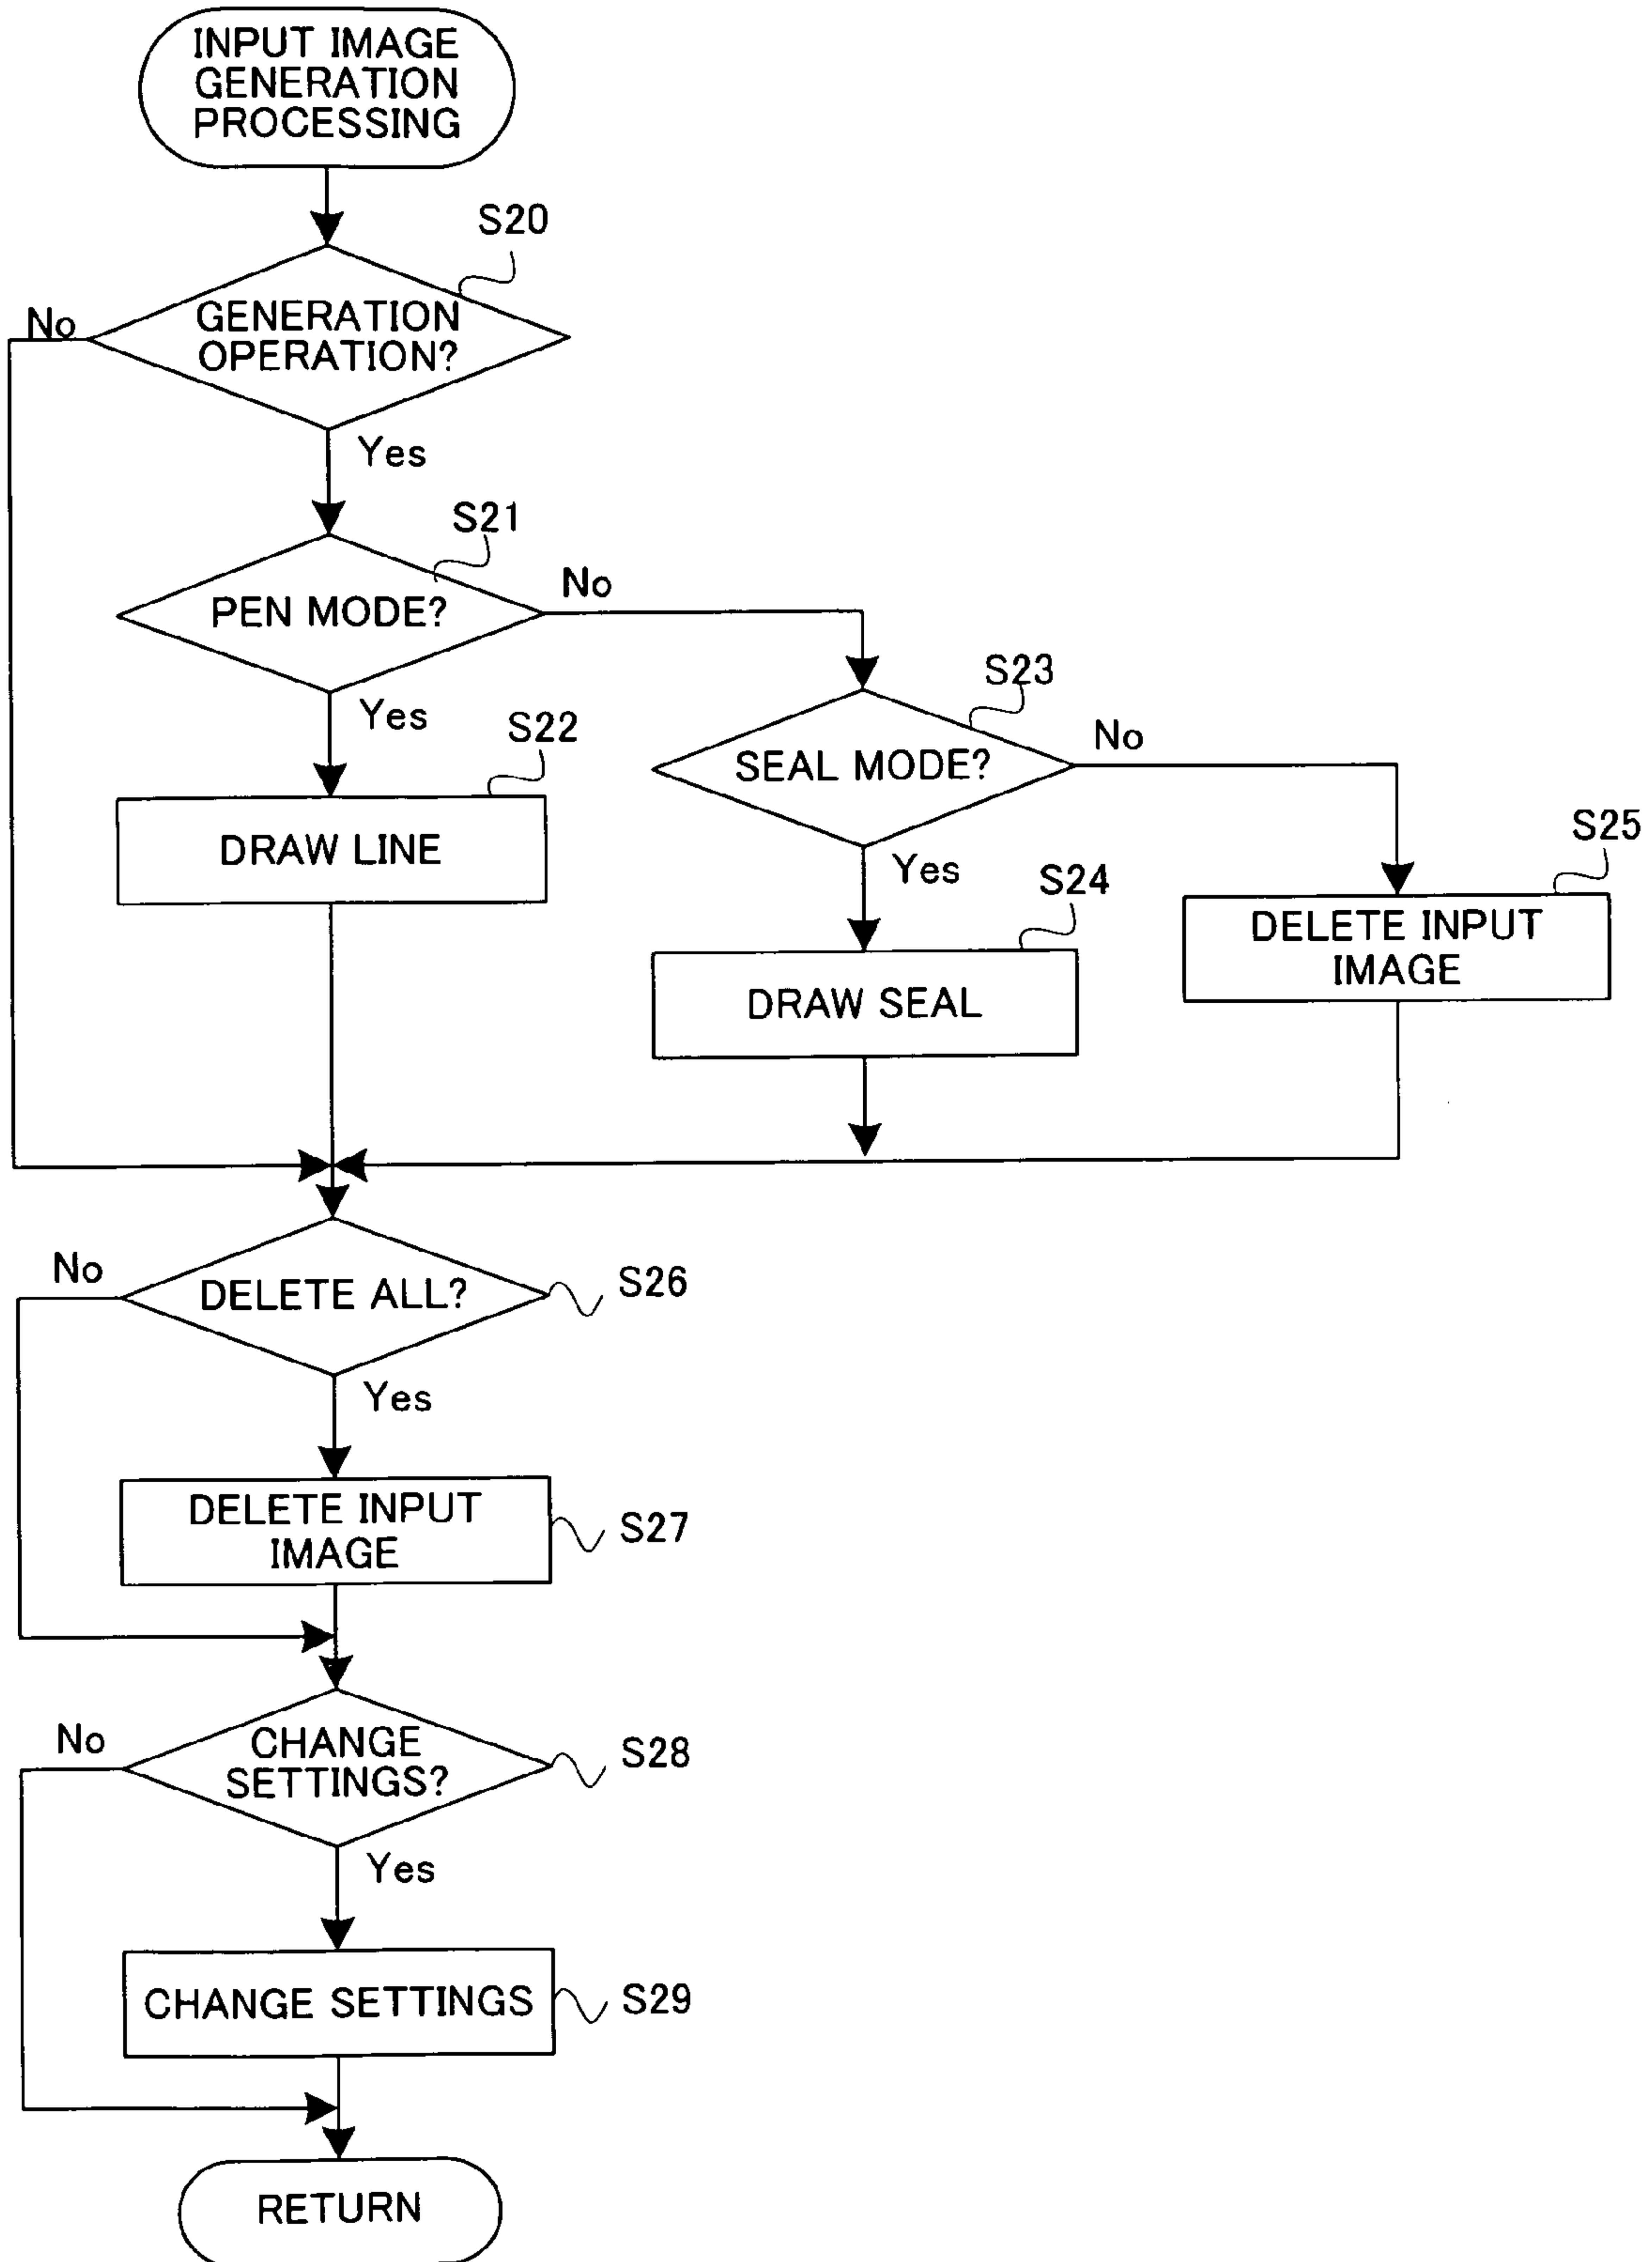 INPUT IMAGE
GENERATION
PROCESSING
S20
No
GENERATION
OPERATION?
Yes
S21
No
PEN MODE?
Yes
S22
S23
No
SEAL MODE?
DRAW LINE
Yes
S24
S25
DELETE INPUT
IMAGE
DRAW SEAL
No
DELETE ALL?
S26
Yes
DELETE INPUT
IMAGE
S27
No
CHANGE
SETTINGS?
S28
Yes
CHANGE SETTINGS
S29
RETURN